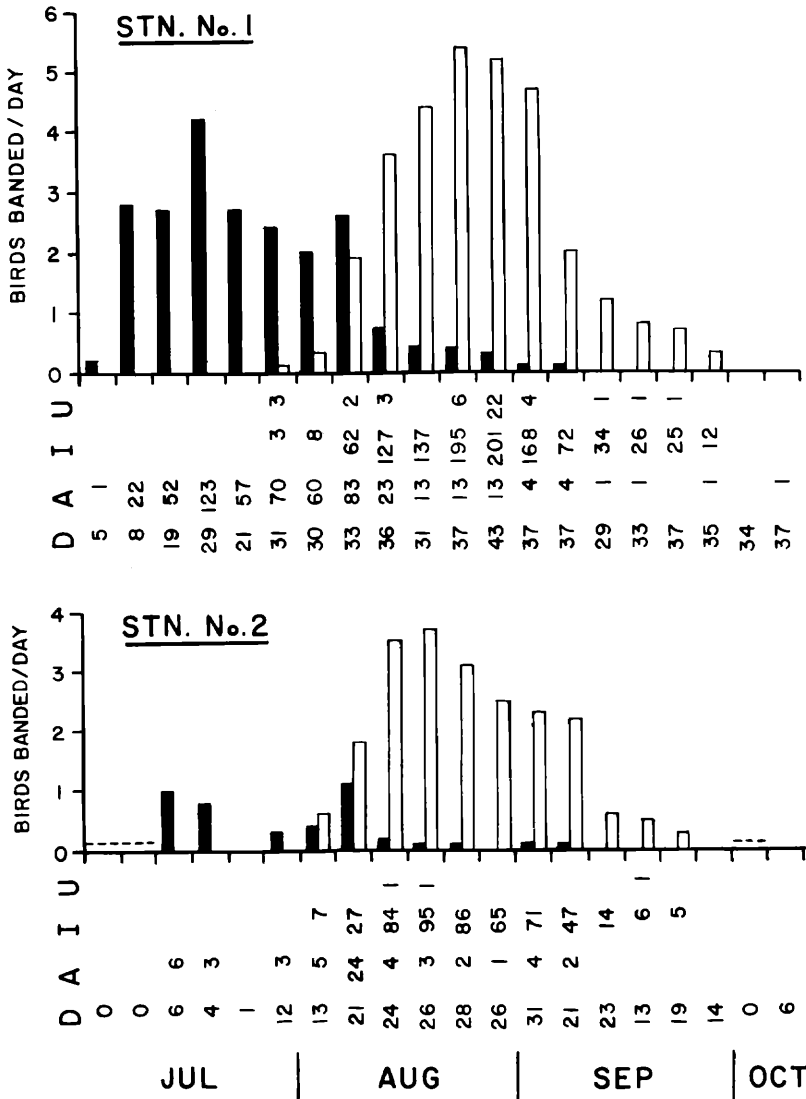 STN. No. 1
BIRDS BANDED / DAY
6
5
4
3
2
1
0
U 3 2 3 6 22 4 1 1 1
I 3 8 62 127 137 195 201 168 72 34 26 25 12
A 1 22 52 123 57 70 60 83 23 13 13 13 4 4 1 1 1 1
D 5 8 19 29 21 31 30 33 36 31 37 43 37 37 29 33 37 35 34 37
STN. No. 2
BIRDS BANDED/DAY
4
3
2
1
0
U 1 1 1
I 7 27 84 95 86 65 71 47 14 6 5
A 6 3 3 5 24 4 3 2 1 4 2
D 0 0 6 4 1 12 13 21 24 26 28 26 31 21 23 13 19 14 0 6
JUL AUG SEP OCT